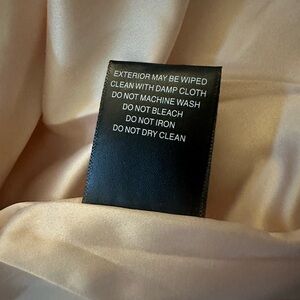 EXTERIOR MAY BE WIPED
CLEAN WITH DAMP CLOTH
DO NOT MACHINE WASH
DO NOT BLEACH
DO NOT IRON
DO NOT DRY CLEAN